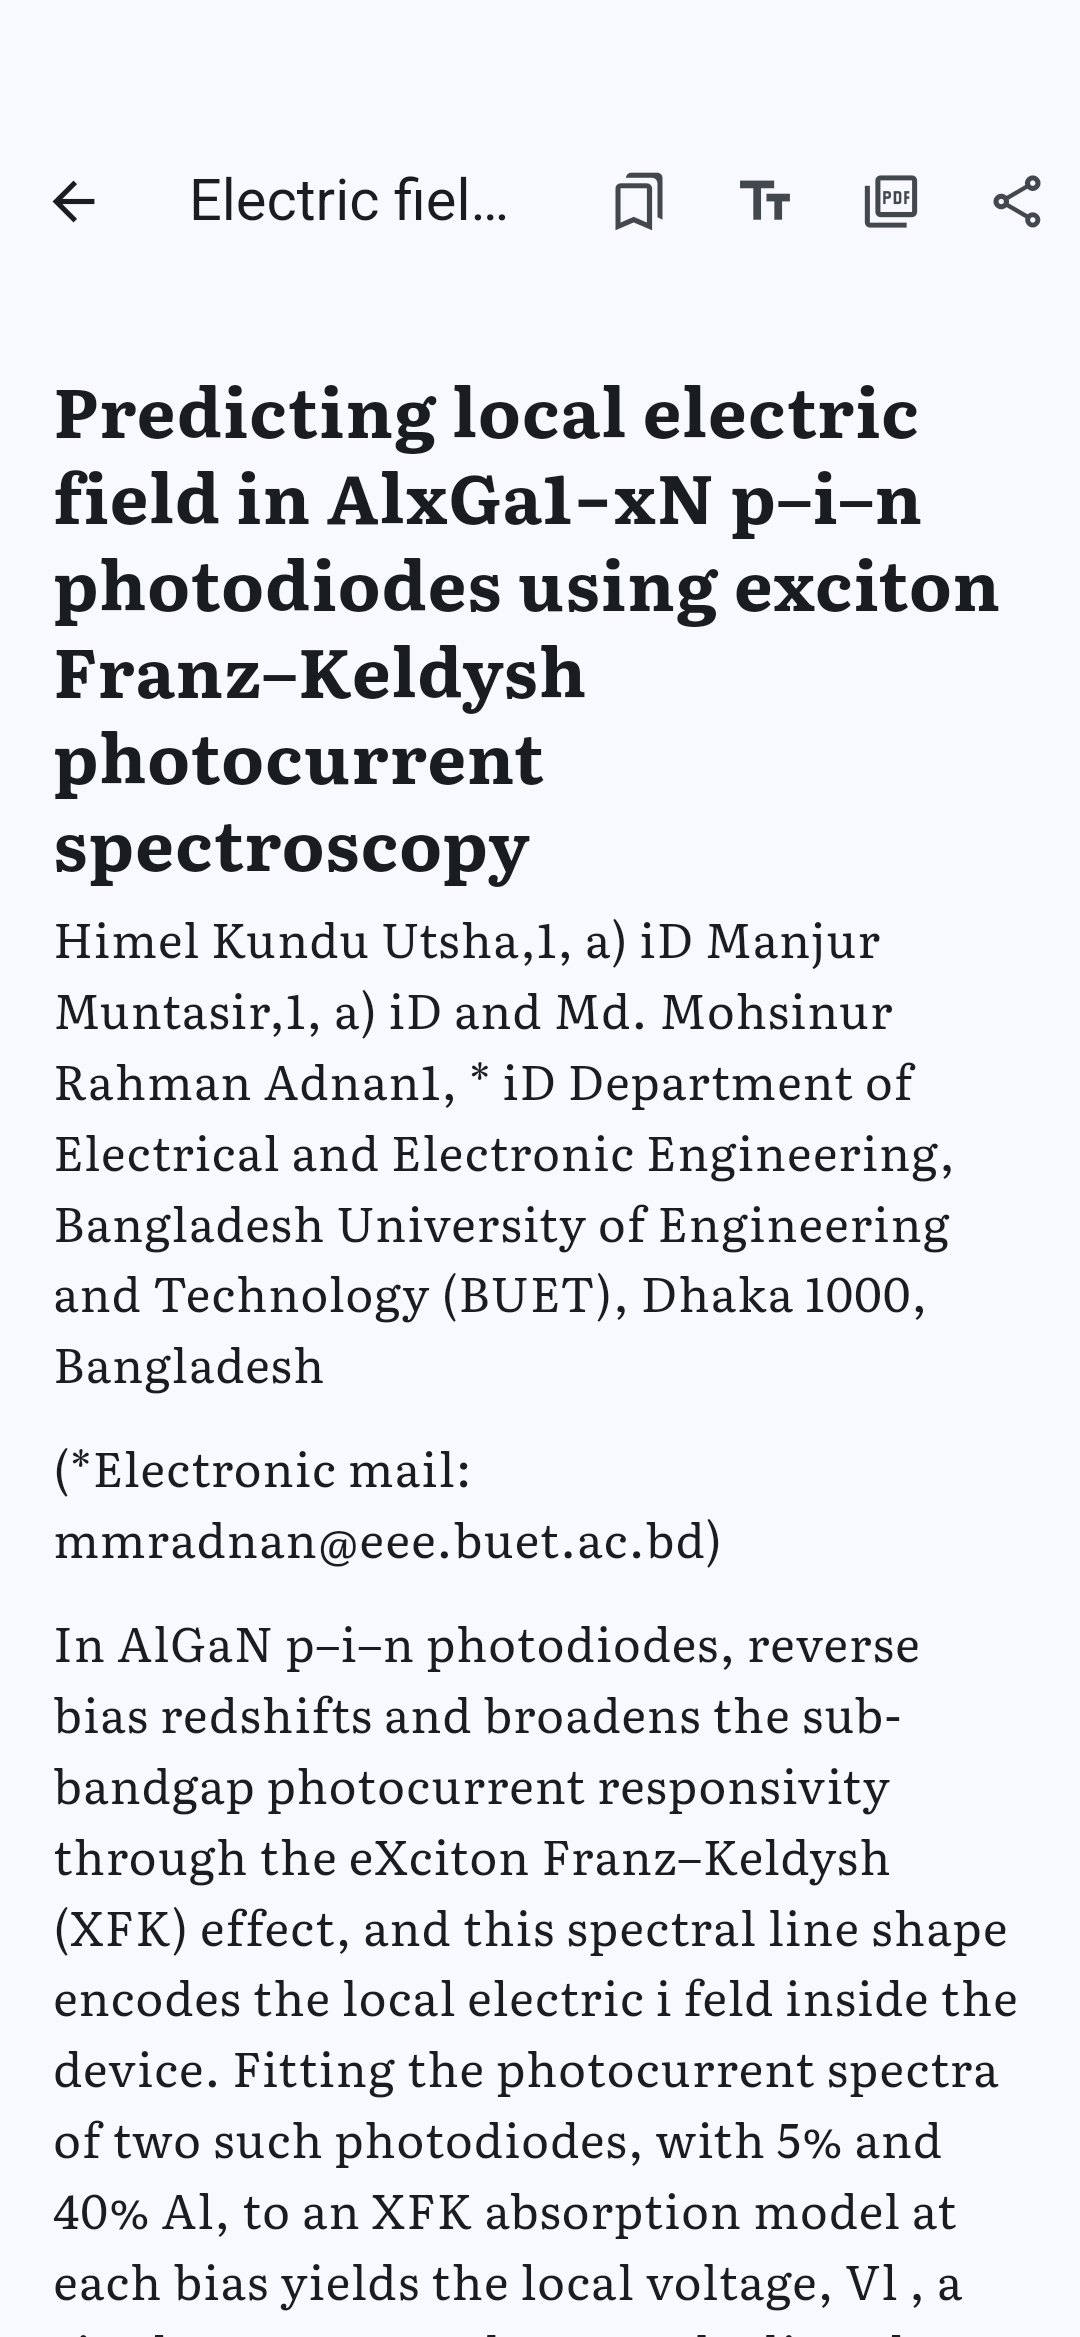 Electric fiel...
PDF
Predicting local electric
field in AlxGa1−xN p–i–n
photodiodes using exciton
Franz–Keldysh
photocurrent
spectroscopy
Himel Kundu Utsha,1, a) iD Manjur
Muntasir,1, a) iD and Md. Mohsinur
Rahman Adnan1, * iD Department of
Electrical and Electronic Engineering,
Bangladesh University of Engineering
and Technology (BUET), Dhaka 1000,
Bangladesh
(*Electronic mail:
mmradnan@eee.buet.ac.bd)
In AlGaN p–i–n photodiodes, reverse
bias redshifts and broadens the sub-
bandgap photocurrent responsivity
through the eXciton Franz–Keldysh
(XFK) effect, and this spectral line shape
encodes the local electric i feld inside the
device. Fitting the photocurrent spectra
of two such photodiodes, with 5% and
40% Al, to an XFK absorption model at
each bias yields the local voltage, Vl , a